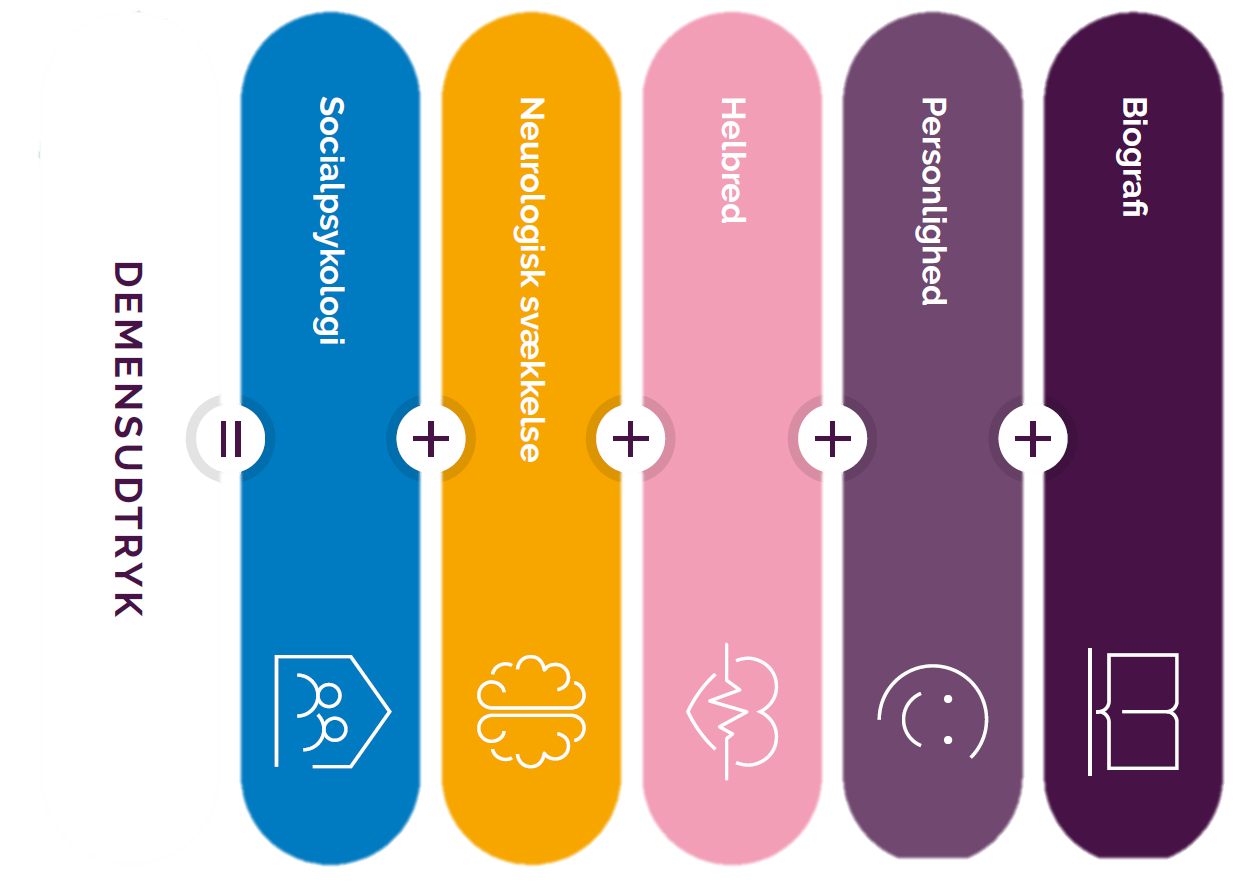 Biografi
+
Personlighed
+
Helbred
+
Neurologisk svækkelse
+
Socialpsykologi
=
DEMENSUDTRYK